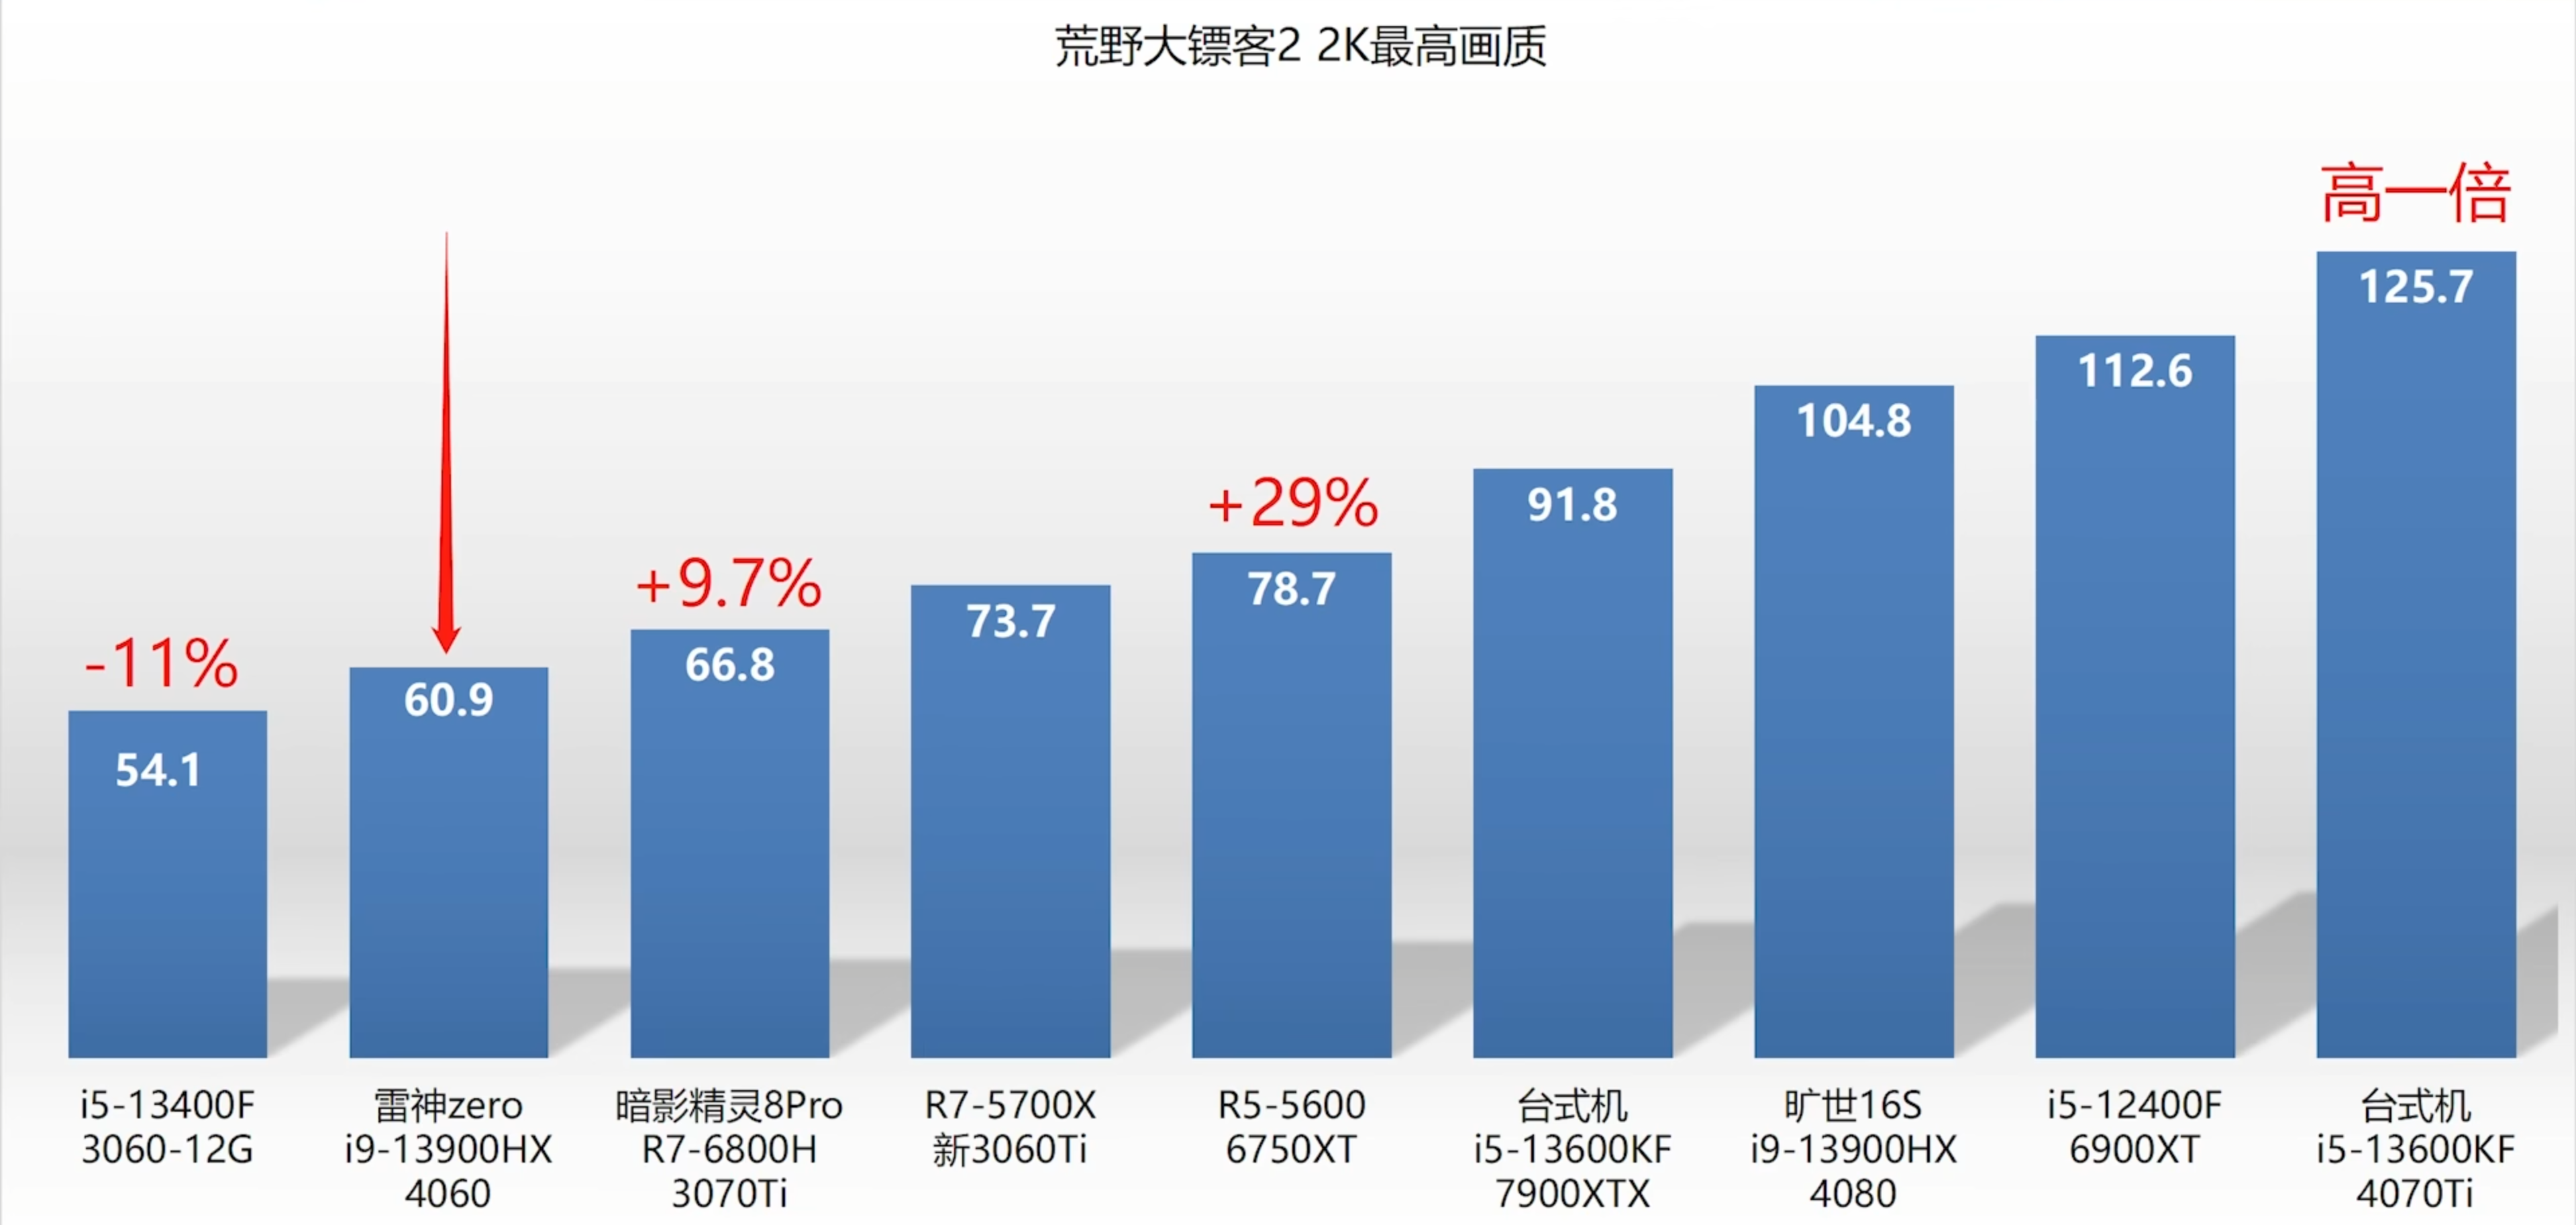 荒野大镖客2 2K最高画质
高一倍
125.7
112.6
104.8
+29%
91.8
+9.7%
78.7
-11%
73.7
66.8
60.9
54.1
i5-13400F
3060-12G
雷神zero
i9-13900HX
4060
暗影精灵8Pro
R7-6800H
3070Ti
R7-5700X
新3060Ti
R5-5600
6750XT
台式机
i5-13600KF
7900XTX
旷世16S
i9-13900HX
4080
i5-12400F
6900XT
台式机
i5-13600KF
4070Ti